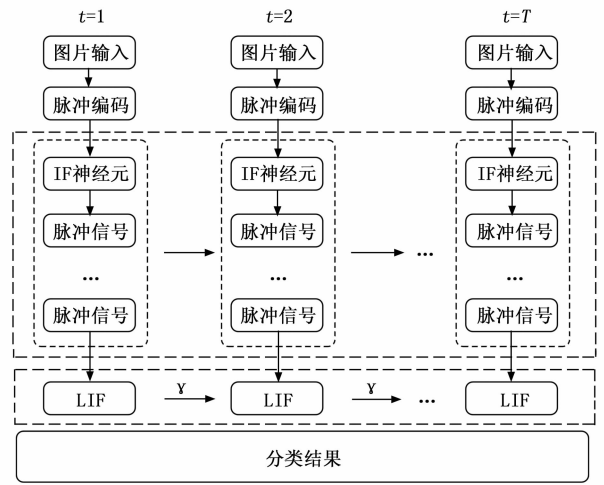 t=1 t=2 t=T
图片输入 图片输入 图片输入
脉冲编码 脉冲编码 脉冲编码
IF神经元 IF神经元 IF神经元
脉冲信号 脉冲信号 脉冲信号
... ...
... ... ...
脉冲信号 脉冲信号 脉冲信号
LIF ɣ LIF ɣ ... LIF
分类结果